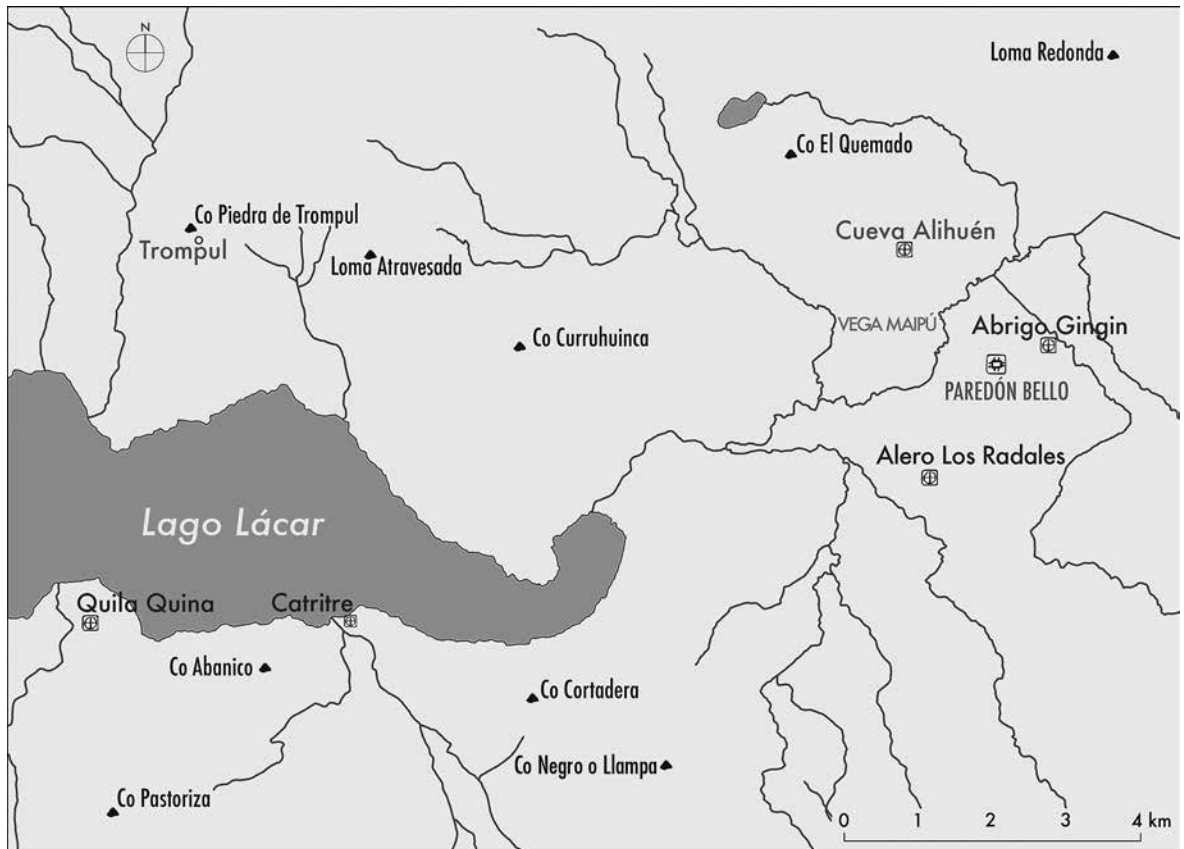 N
Loma Redonda
Co El Quemado
Co Piedra de Trompul
Trompul
Cueva Alihuén
Loma Atravesada
VEGA MAIPÚ
Abrigo Gingin
Co Curruhuinca
PAREDÓN BELLO
Alero Los Radales
Lago Lácar
Quila Quina
Catritre
Co Abanico
Co Cortadera
Co Negro o Llampa
Co Pastoriza
0 1 2 3 4 km